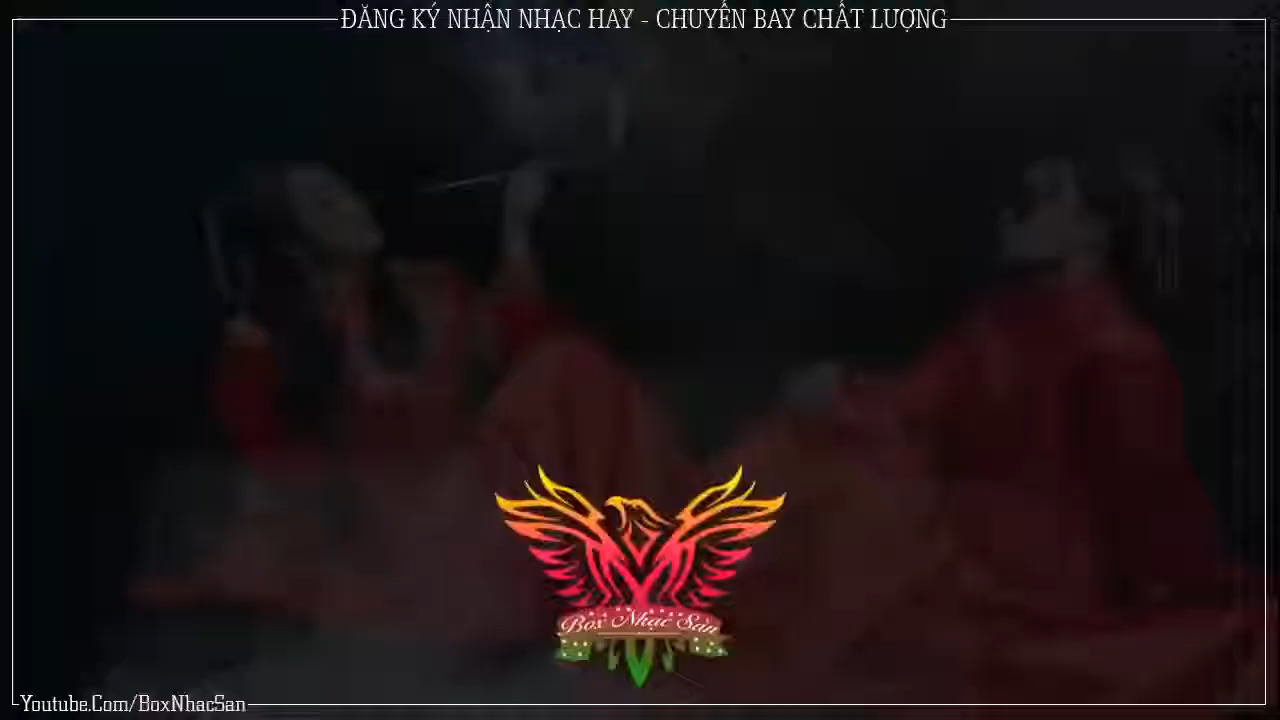 ĐĂNG KÝ NHẬN NHẠC HAY - CHUYẾN BAY CHẤT LƯỢNG
Box Nhạc Sàn
Youtube.Com/BoxNhacSan